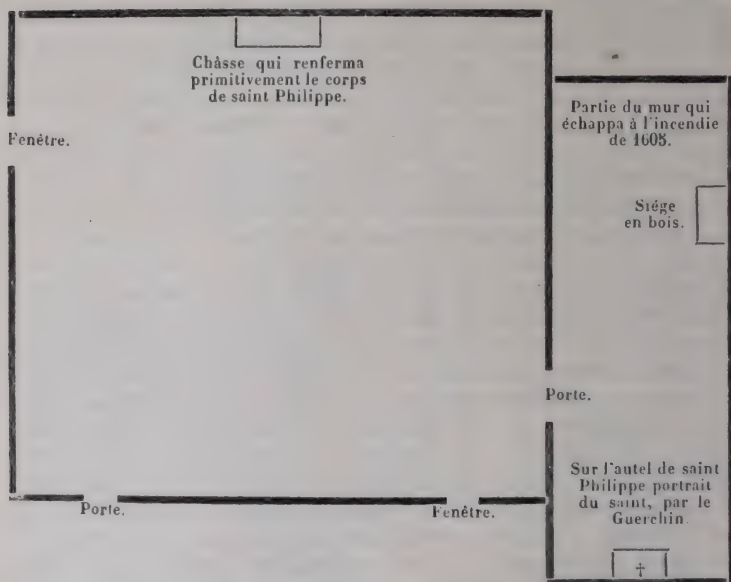 Châsse qui renferma
primitivement le corps
de saint Philippe.
Fenêtre.
Partie du mur qui
échappa à l'incendie
de 1605.
Siége
en bois.
Porte.
Sur l'autel de saint
Philippe portrait
du saint, par le
Guerchin
Porte.
Fenêtre.
†